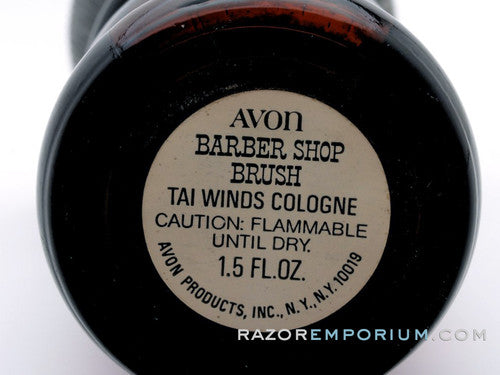 AVON
BARBER SHOP
BRUSH
TAI WINDS COLOGNE
CAUTION: FLAMMABLE
UNTIL DRY.
1.5 FL.OZ.
AVON PRODUCTS, INC., N.Y., N.Y. 10019
RAZOREMPORIUM.COM